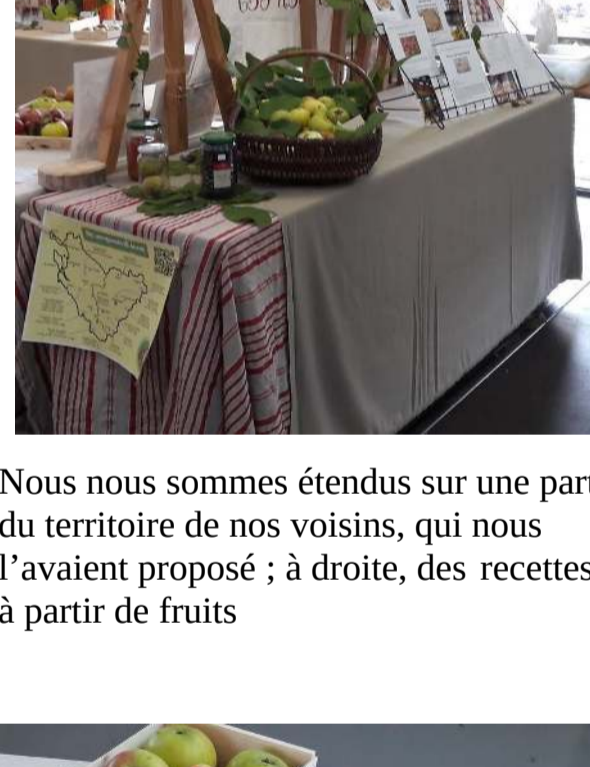 Nous nous sommes étendus sur une part
du territoire de nos voisins, qui nous
l’avaient proposé ; à droite, des recettes
à partir de fruits